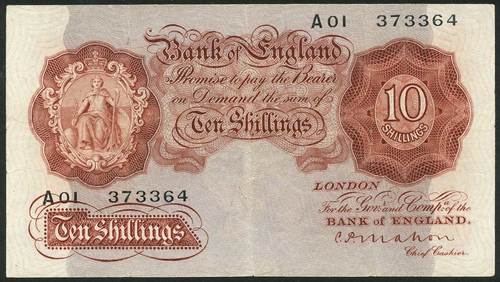 A01 373364
Bank of England
Promise to pay the Bearer
on Demand the sum of
Ten Shillings
10
SHILLINGS
A01 373364
LONDON
For the Gov.r and Comp.a of the
BANK OF ENGLAND.
C.P. Mahon
Chief Cashier.
Ten Shillings